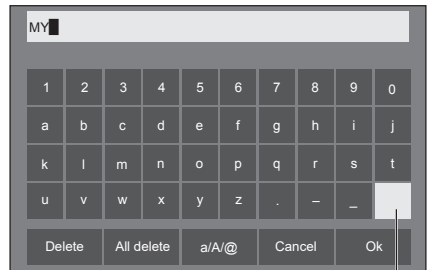 MY
1 2 3 4 5 6 7 8 9 0
a b c d e f g h i j
k l m n o p q r s t
u v w x y z . – _
Delete All delete a/A/@ Cancel Ok